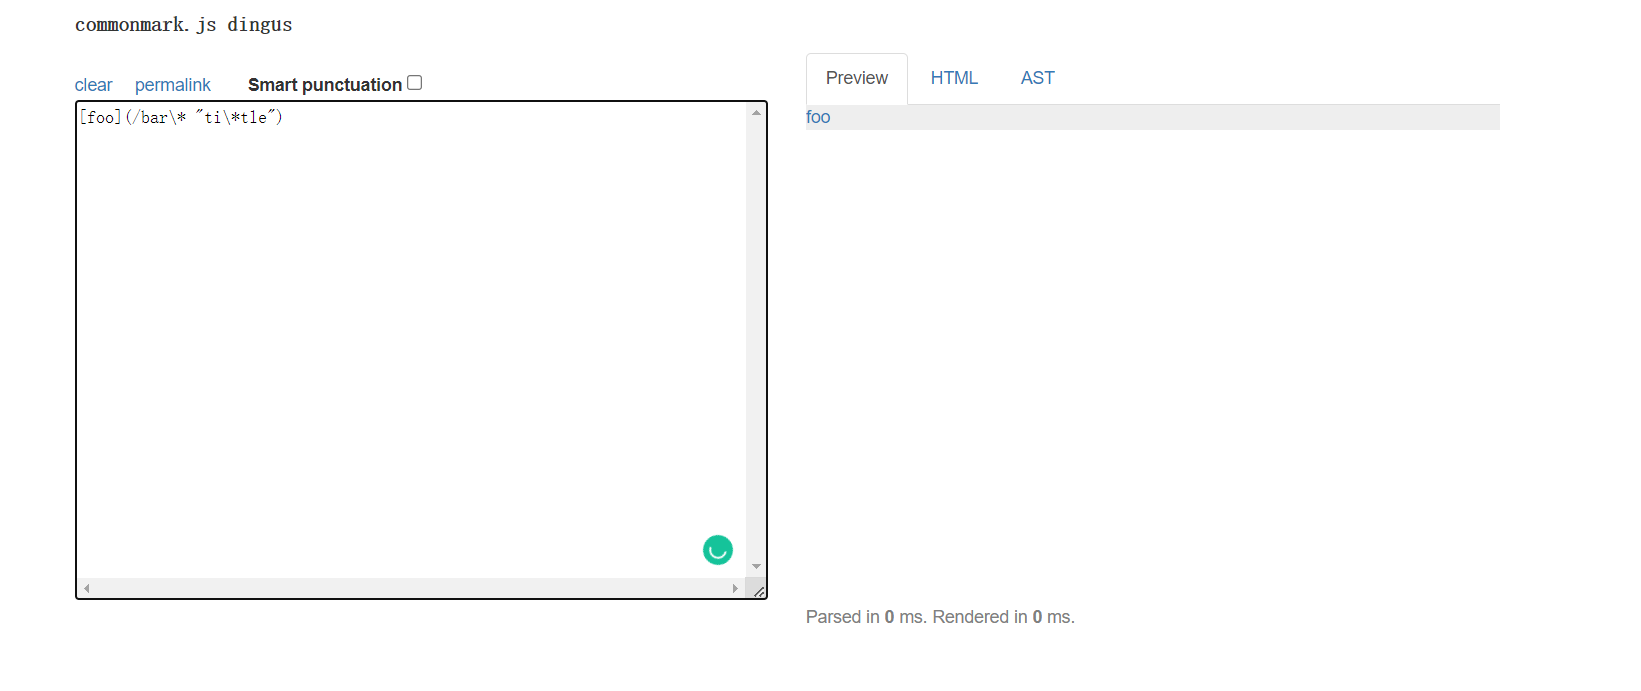 commonmark.js dingus
clear permalink Smart punctuation
[foo](/bar\* "ti\*tle")
Preview HTML AST
foo
Parsed in 0 ms. Rendered in 0 ms.